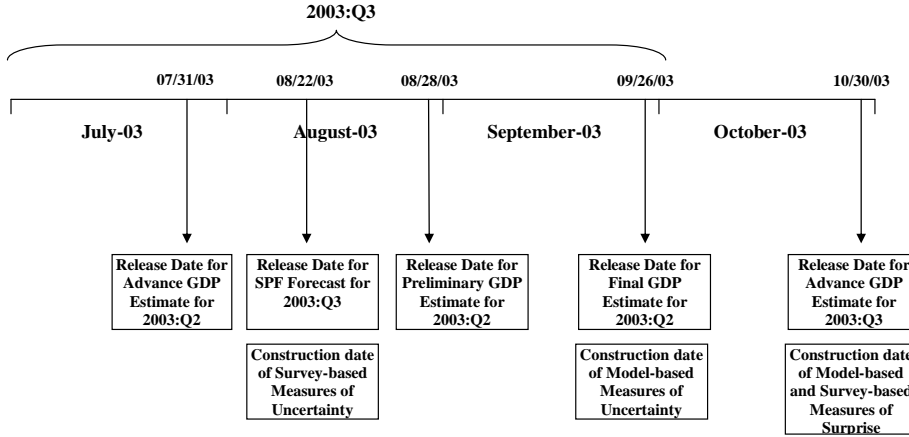 2003:Q3
07/31/03
08/22/03
08/28/03
09/26/03
10/30/03
July-03
August-03
September-03
October-03
Release Date for
Advance GDP
Estimate for
2003:Q2
Release Date for
SPF Forecast for
2003:Q3
Release Date for
Preliminary GDP
Estimate for
2003:Q2
Release Date for
Final GDP
Estimate for
2003:Q2
Release Date for
Advance GDP
Estimate for
2003:Q3
Construction date
of Survey-based
Measures of
Uncertainty
Construction date
of Model-based
Measures of
Uncertainty
Construction date
of Model-based
and Survey-based
Measures of
Surprise